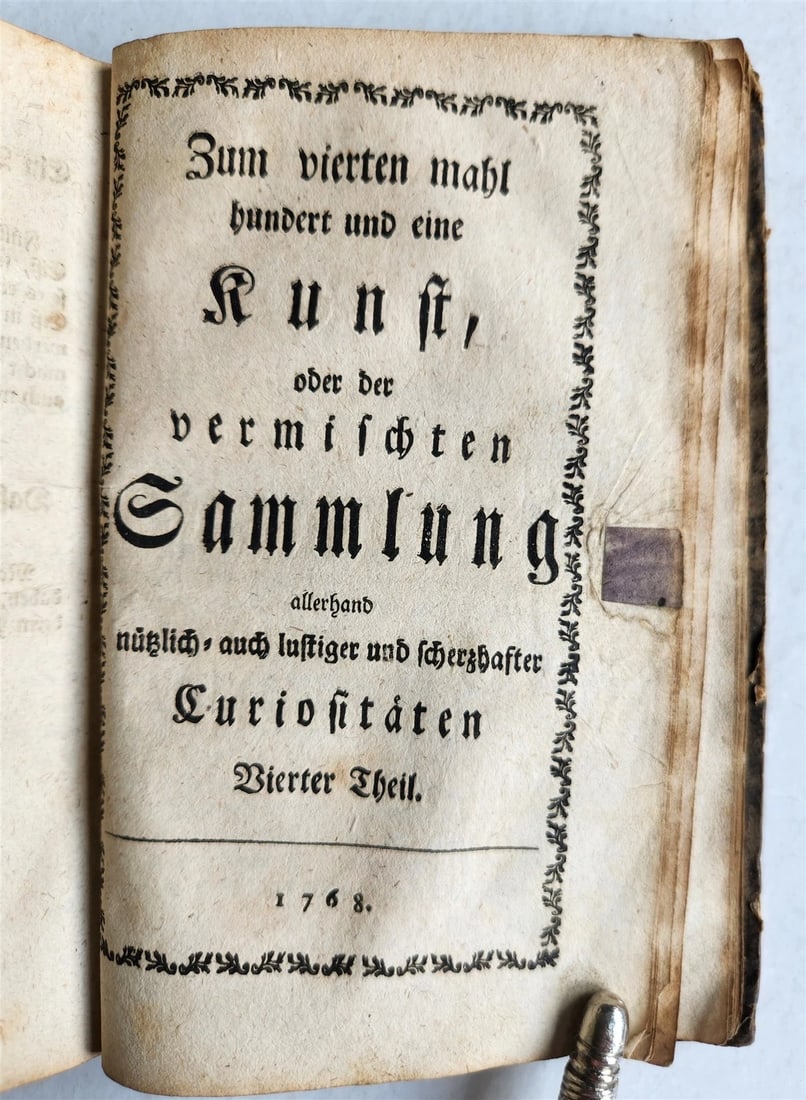 Zum vierten mahl
hundert und eine
Kunst,
oder der
vermischten
Sammlung
allerhand
nützlich- auch lustiger und scherzhafter
Curiositäten
Vierter Theil.
1768.